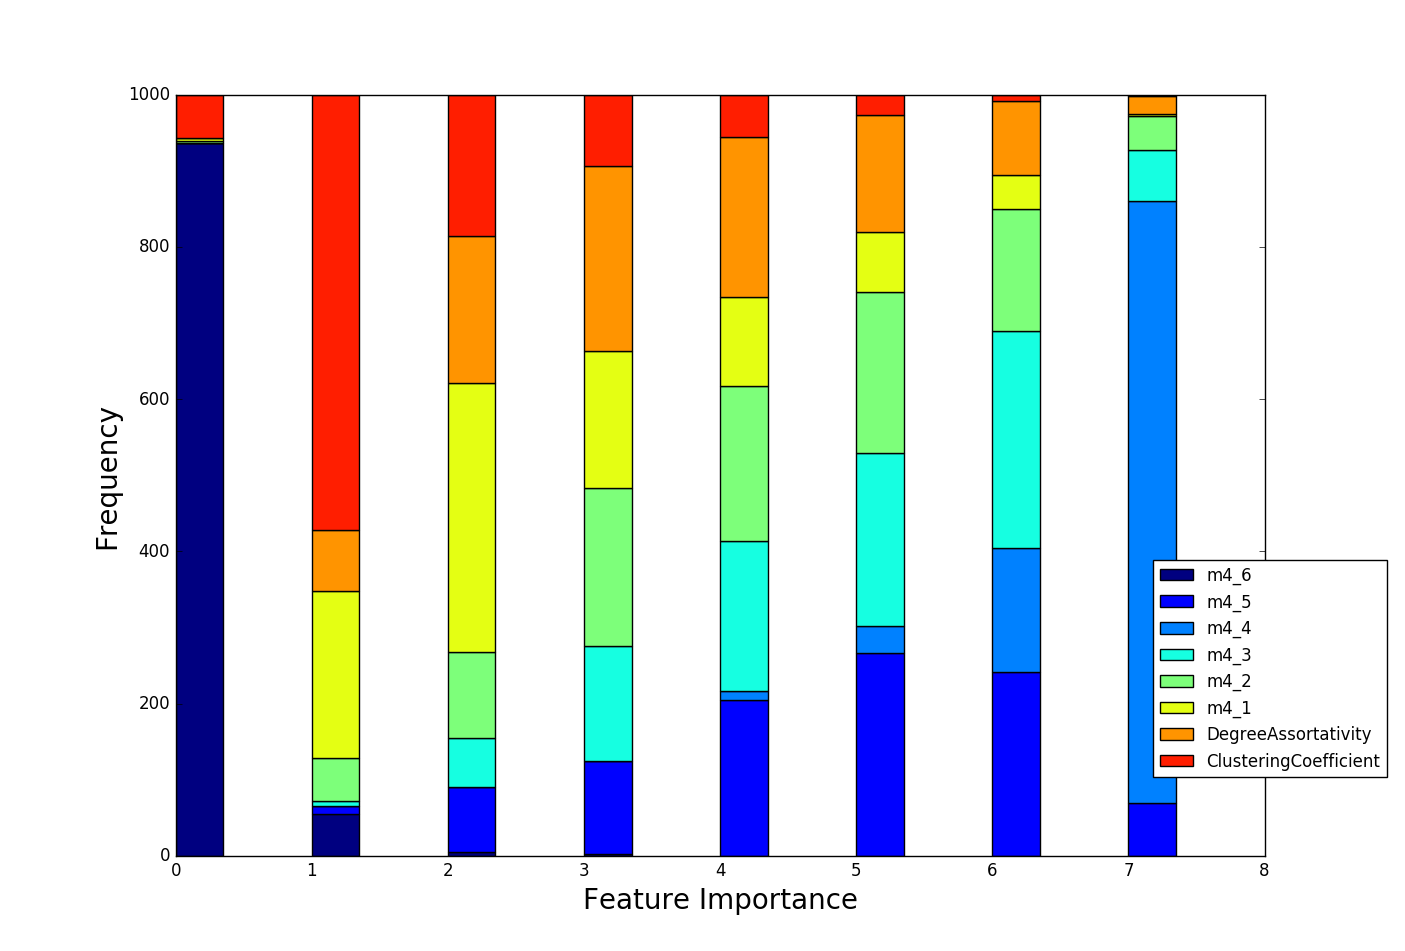 1000
800
600
400
200
0
Frequency
0 1 2 3 4 5 6 7 8
Feature Importance
m4_6
m4_5
m4_4
m4_3
m4_2
m4_1
DegreeAssortativity
ClusteringCoefficient